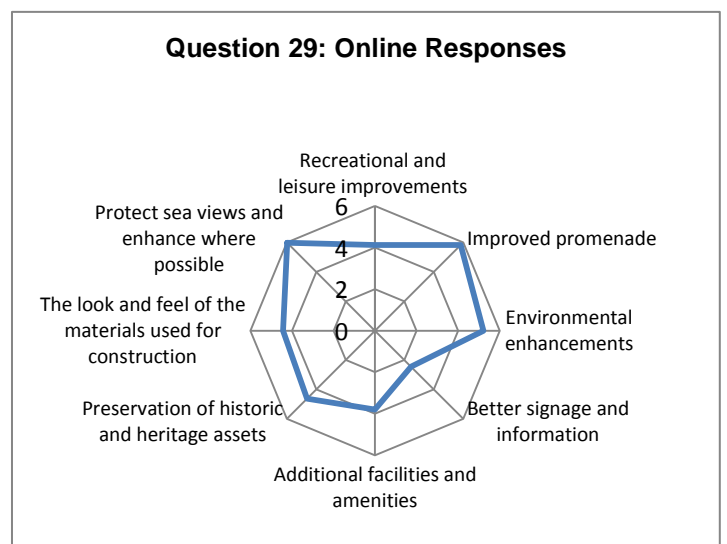 Question 29: Online Responses
Recreational and
leisure improvements
Improved promenade
Environmental
enhancements
Better signage and
information
Additional facilities and
amenities
Preservation of historic
and heritage assets
The look and feel of the
materials used for
construction
Protect sea views and
enhance where
possible
6
4
2
0